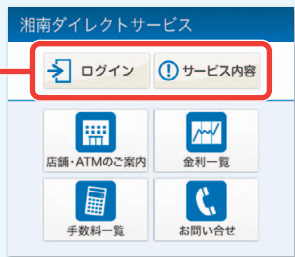 湘南ダイレクトサービス
ログイン
サービス内容
店舗・ATMのご案内
金利一覧
手数料一覧
お問い合せ